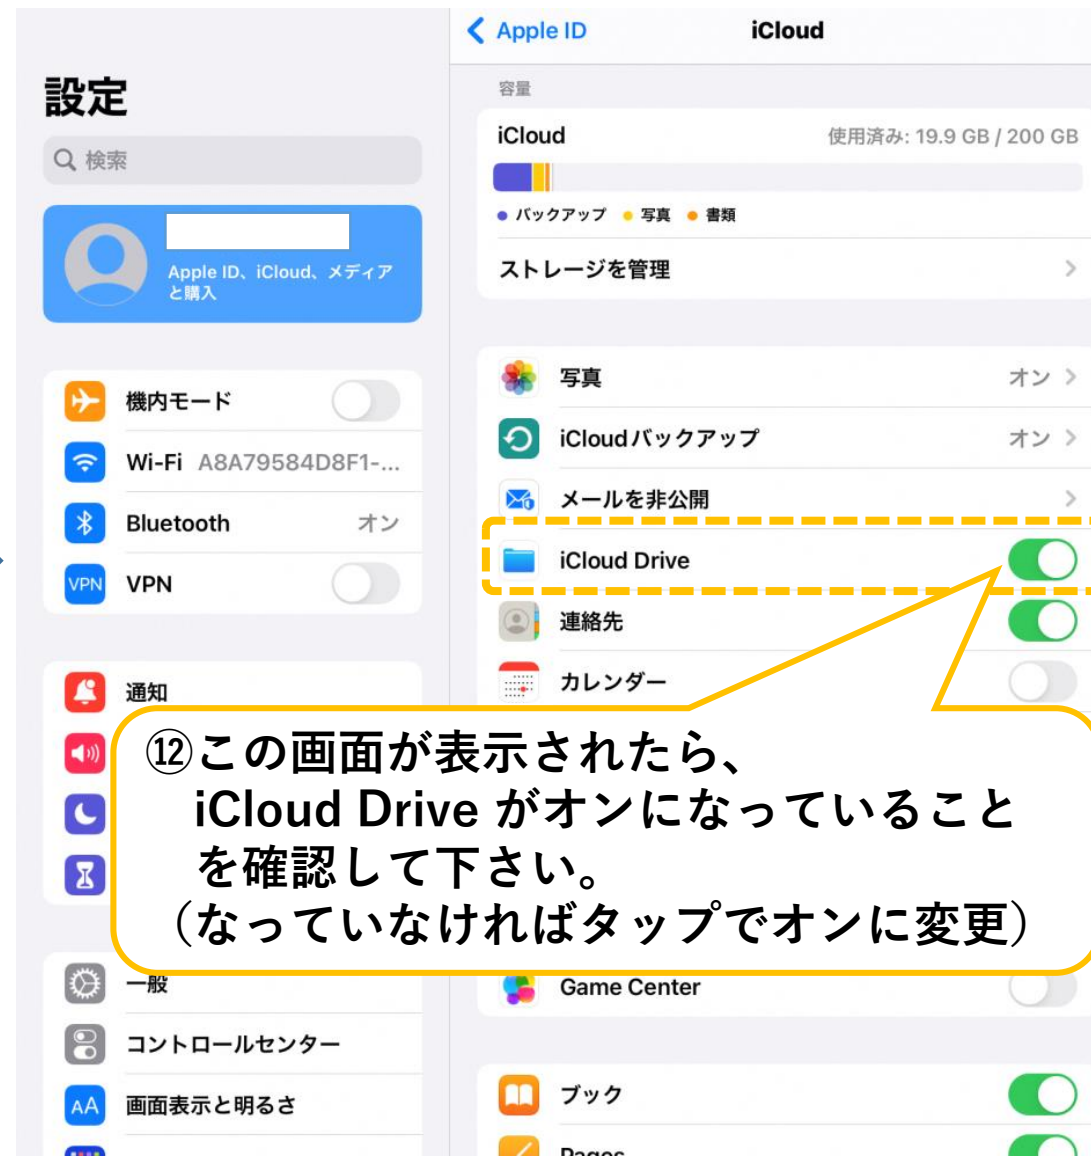 設定
検索
Apple ID、iCloud、メディア
と購入
機内モード
Wi-Fi A8A79584D8F1-...
Bluetooth オン
VPN VPN
通知
一般
コントロールセンター
AA 画面表示と明るさ
Apple ID iCloud
容量
iCloud 使用済み: 19.9 GB / 200 GB
バックアップ 写真 書類
ストレージを管理
写真 オン
iCloudバックアップ オン
メールを非公開
iCloud Drive
連絡先
カレンダー
⑫この画面が表示されたら、
iCloud Drive がオンになっていること
を確認して下さい。
（なっていなければタップでオンに変更）
Game Center
ブック
Pages